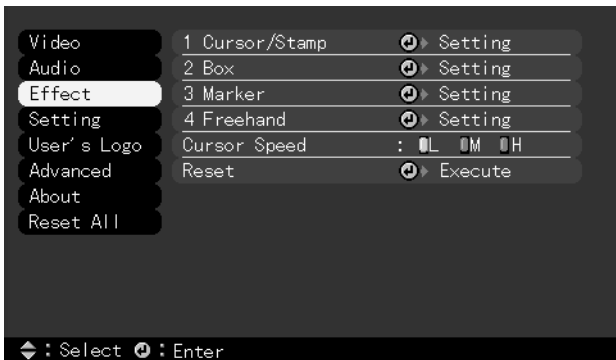 Video
Audio
Effect
Setting
User's Logo
Advanced
About
Reset All
1 Cursor/Stamp Setting
2 Box Setting
3 Marker Setting
4 Freehand Setting
Cursor Speed : L M H
Reset Execute
: Select : Enter